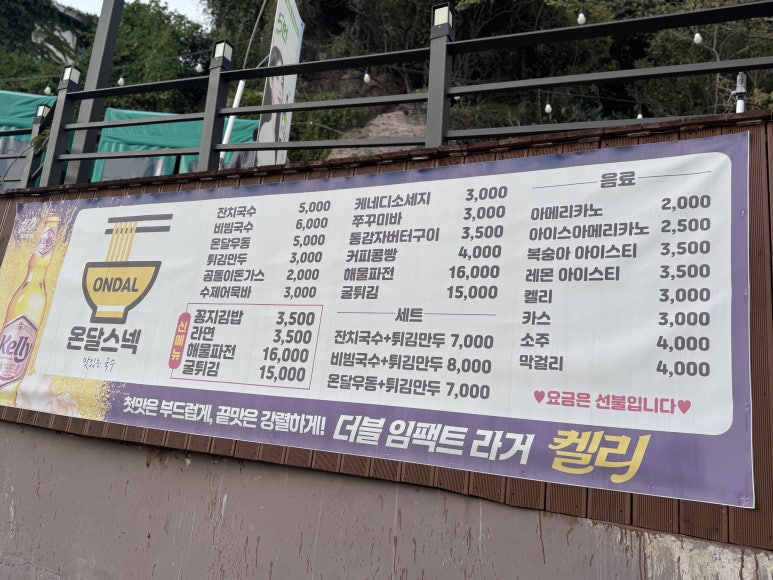 ONDAL
온달스넥
맛있는 국수
Kelly
잔치국수 5,000
비빔국수 6,000
온달우동 5,000
튀김만두 3,000
곰돌이돈가스 2,000
수제어묵바 3,000
신메뉴
꽁지김밥 3,500
라면 3,500
해물파전 16,000
굴튀김 15,000
케네디소세지 3,000
쭈꾸미바 3,000
통감자버터구이 3,500
커피콩빵 4,000
해물파전 16,000
굴튀김 15,000
세트
잔치국수+튀김만두 7,000
비빔국수+튀김만두 8,000
온달우동+튀김만두 7,000
음료
아메리카노 2,000
아이스아메리카노 2,500
복숭아 아이스티 3,500
레몬 아이스티 3,500
켈리 3,000
카스 3,000
소주 4,000
막걸리 4,000
♥요금은 선불입니다♥
첫맛은 부드럽게, 끝맛은 강렬하게! 더블 임팩트 라거 켈리